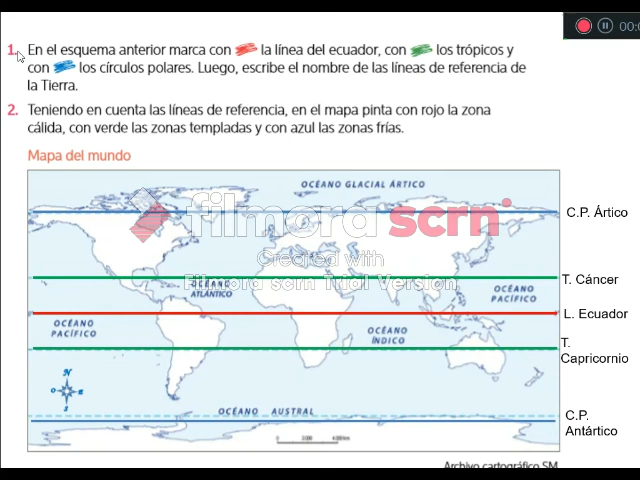 00:0
1. En el esquema anterior marca con la línea del ecuador, con los trópicos y
con los círculos polares. Luego, escribe el nombre de las líneas de referencia de
la Tierra.
2. Teniendo en cuenta las líneas de referencia, en el mapa pinta con rojo la zona
cálida, con verde las zonas templadas y con azul las zonas frías.
Mapa del mundo
OCÉANO GLACIAL ÁRTICO
filmora scrn
C.P. Ártico
Created with
Filmora scrn Trial Version
T. Cáncer
OCÉANO
ATLÁNTICO
OCÉANO
PACÍFICO
L. Ecuador
OCÉANO
PACÍFICO
OCÉANO
ÍNDICO
T.
Capricornio
N
O E
S
OCÉANO AUSTRAL
C.P.
Antártico
Archivo cartográfico SM